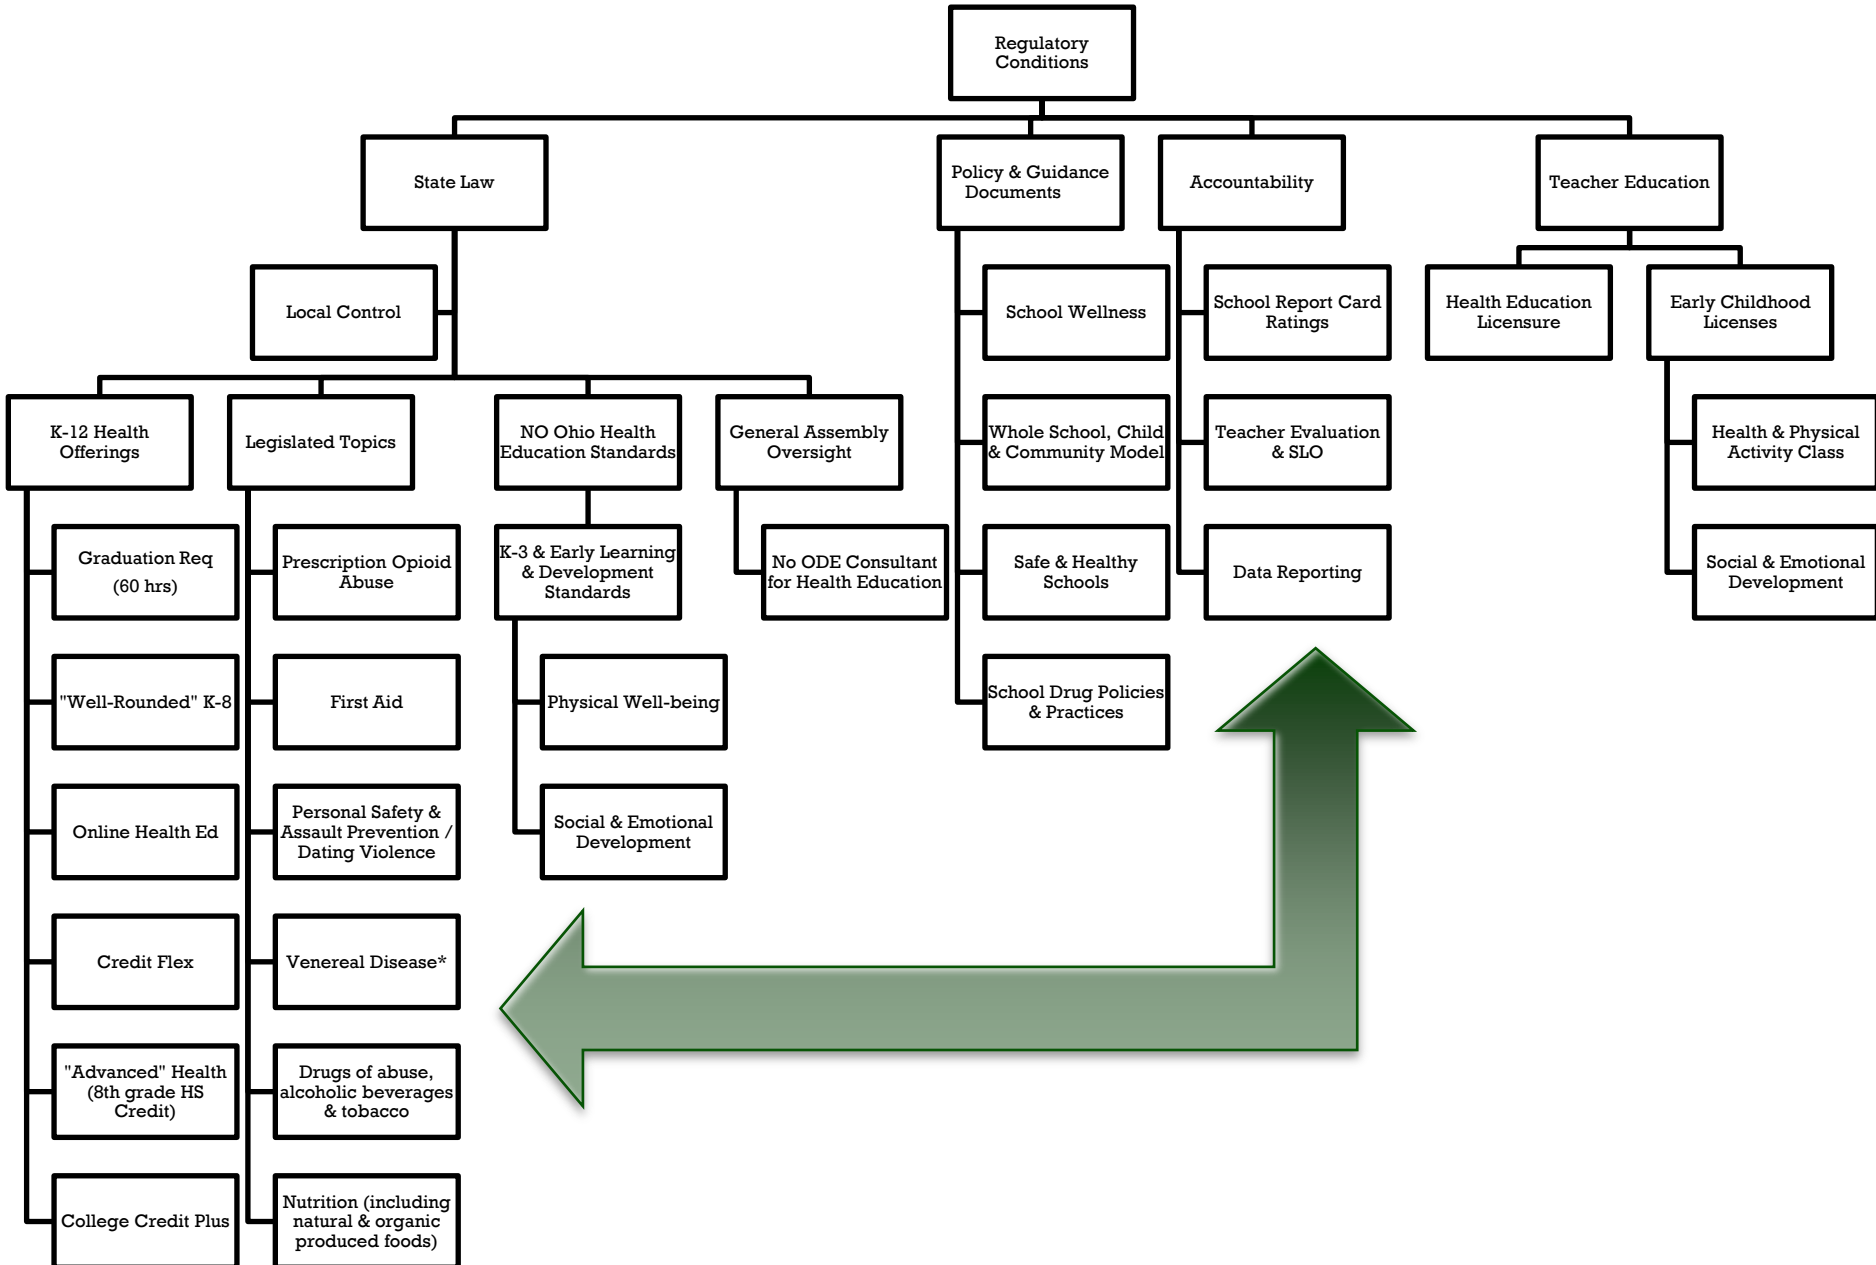 Regulatory
Conditions
State Law
Policy & Guidance
Documents
Accountability
Teacher Education
Local Control
School Wellness
School Report Card
Ratings
Health Education
Licensure
Early Childhood
Licenses
K-12 Health
Offerings
Legislated Topics
NO Ohio Health
Education Standards
General Assembly
Oversight
Whole School, Child
& Community Model
Teacher Evaluation
& SLO
Health & Physical
Activity Class
Graduation Req
(60 hrs)
Prescription Opioid
Abuse
K-3 & Early Learning
& Development
Standards
No ODE Consultant
for Health Education
Safe & Healthy
Schools
Data Reporting
Social & Emotional
Development
"Well-Rounded" K-8
First Aid
Physical Well-being
School Drug Policies
& Practices
Online Health Ed
Personal Safety &
Assault Prevention /
Dating Violence
Social & Emotional
Development
Credit Flex
Venereal Disease*
"Advanced" Health
(8th grade HS
Credit)
Drugs of abuse,
alcoholic beverages
& tobacco
College Credit Plus
Nutrition (including
natural & organic
produced foods)